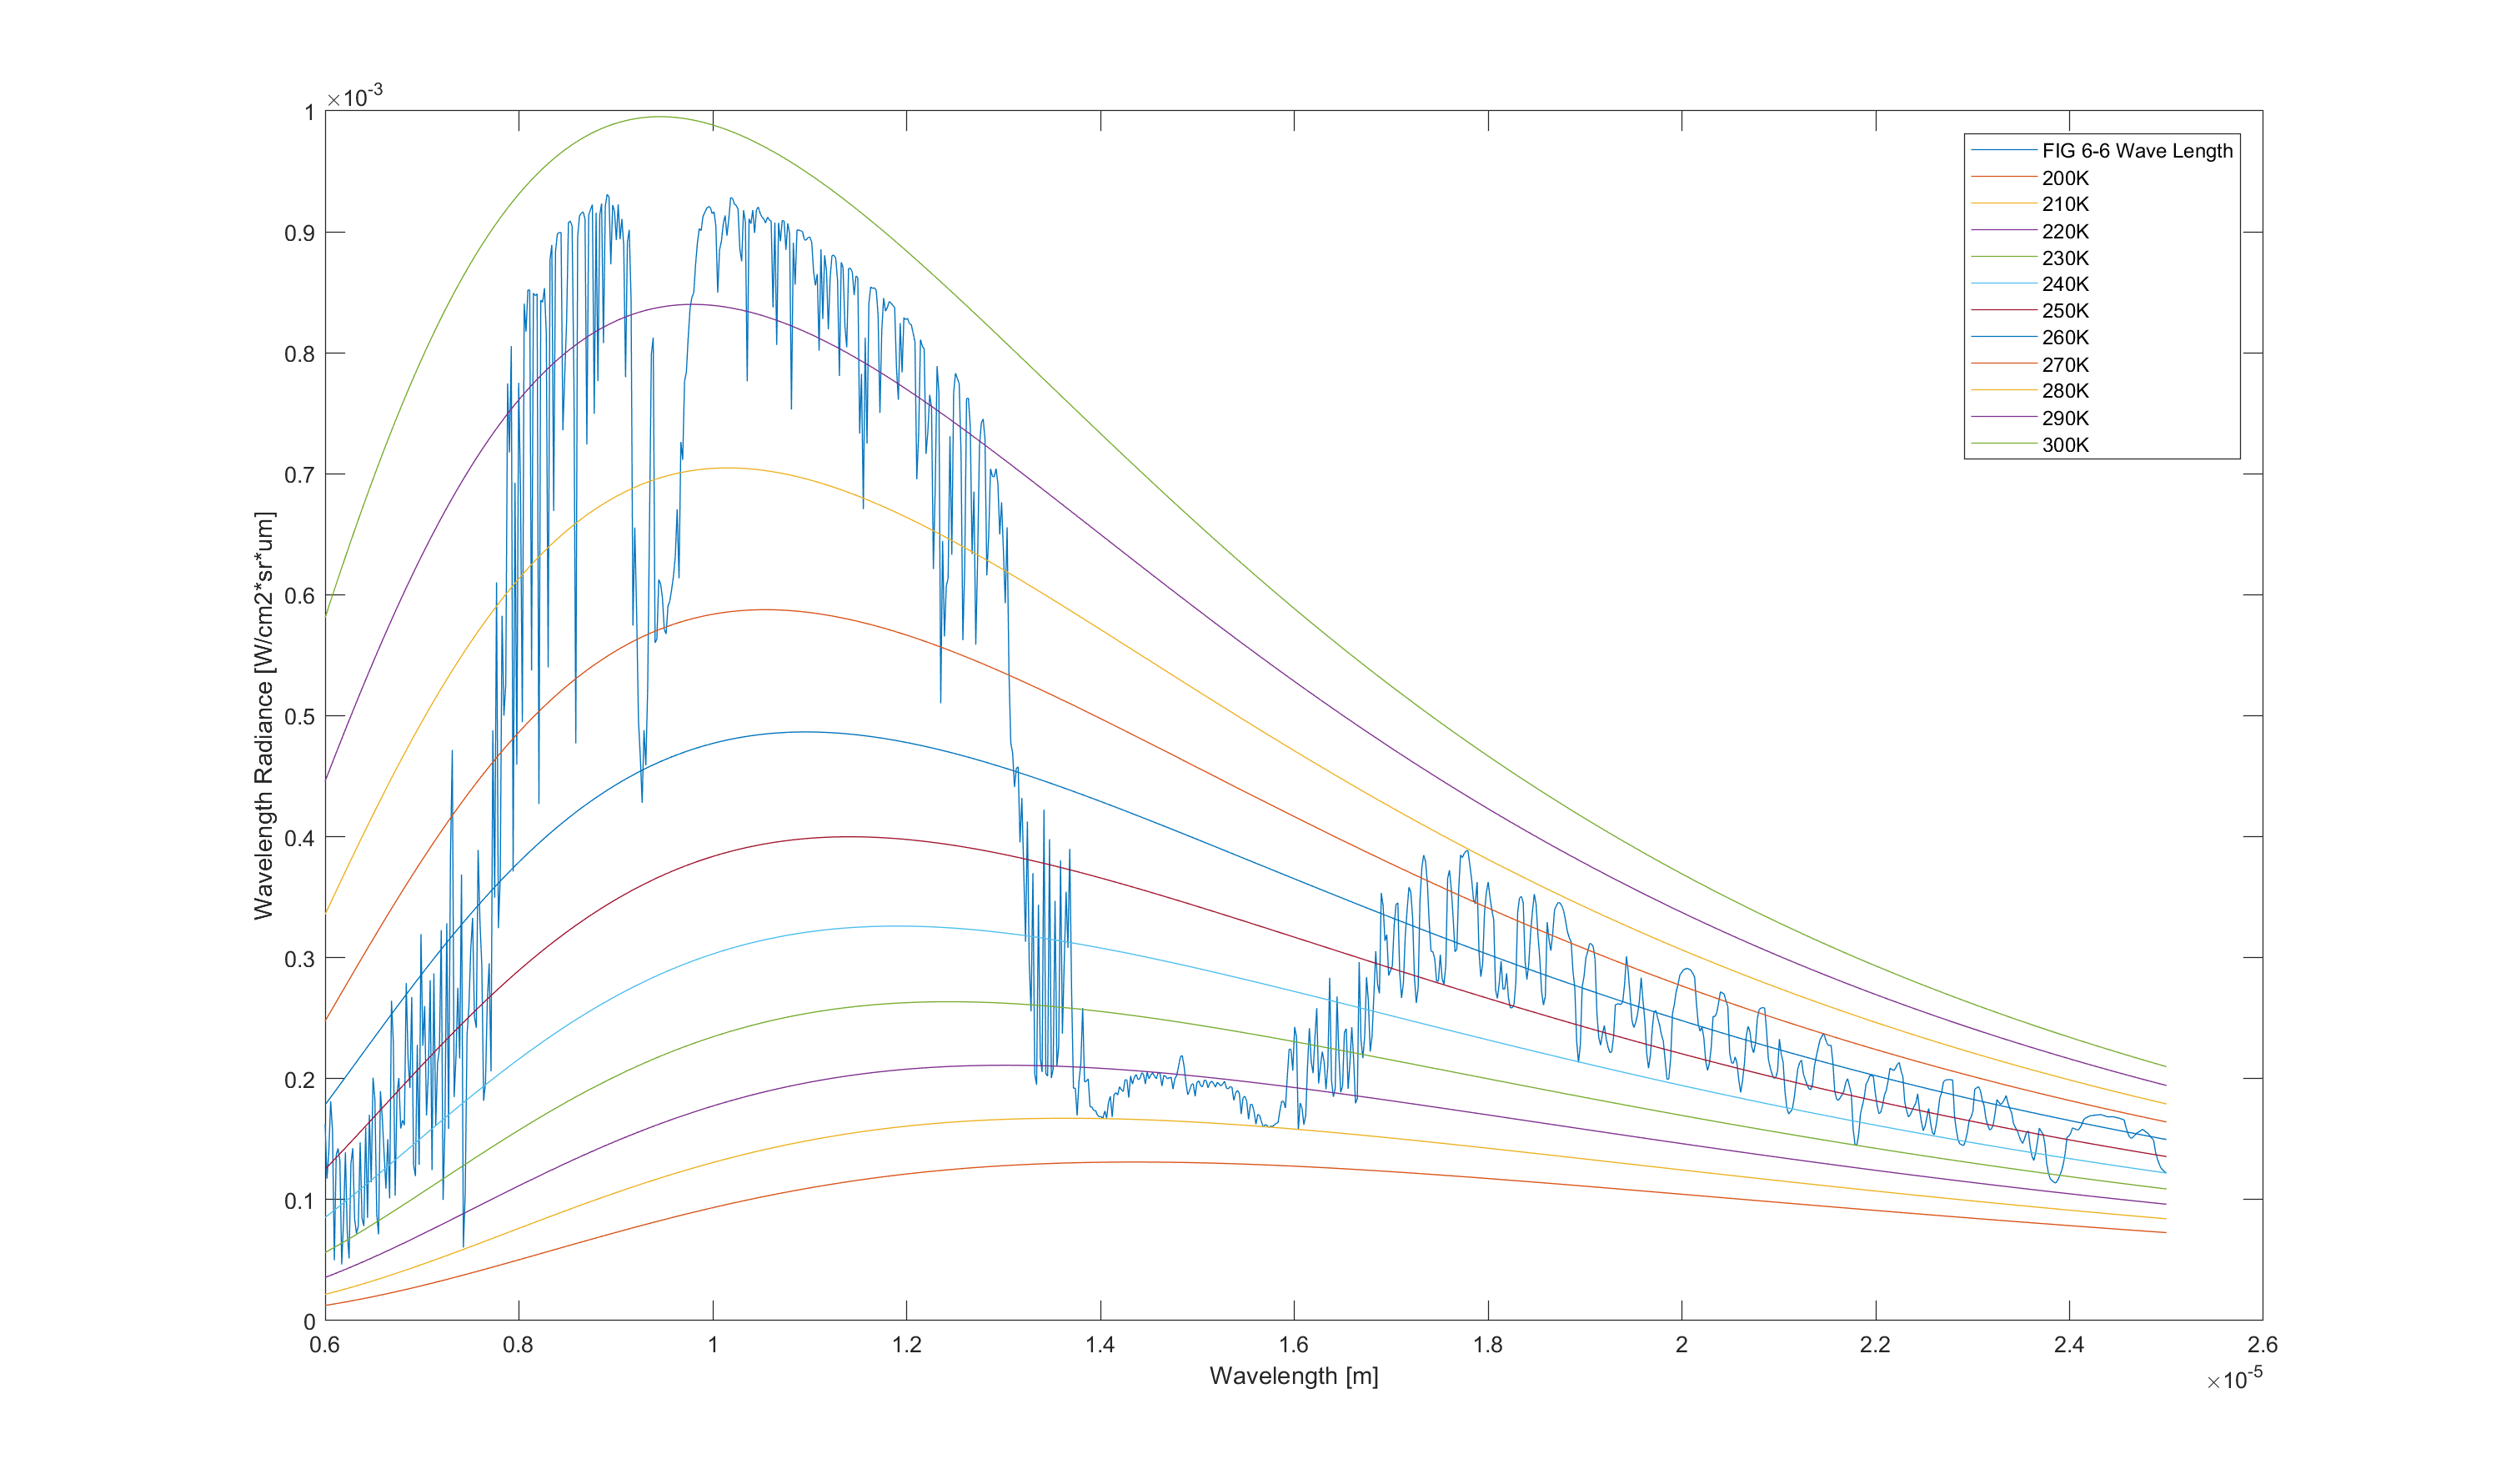 ×10-3
1
0.9
0.8
0.7
0.6
0.5
0.4
0.3
0.2
0.1
0
Wavelength Radiance [W/cm2*sr*um]
0.6 0.8 1 1.2 1.4 1.6 1.8 2 2.2 2.4 2.6
Wavelength [m]
×10-5
FIG 6-6 Wave Length
200K
210K
220K
230K
240K
250K
260K
270K
280K
290K
300K